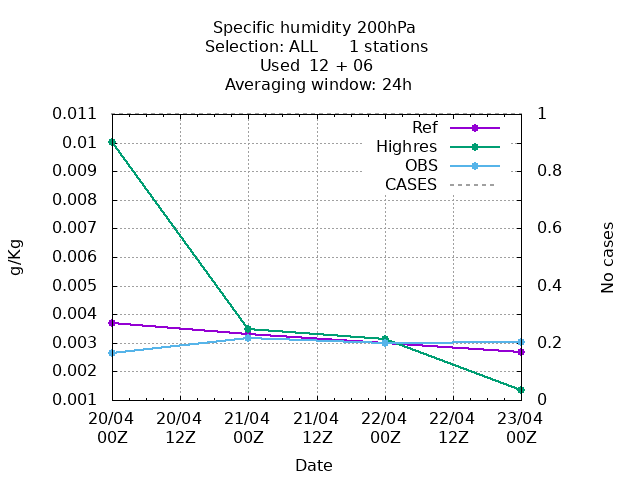 Specific humidity 200hPa
Selection: ALL      1 stations
Used  12 + 06
Averaging window: 24h
0.011
0.01
0.009
0.008
0.007
0.006
0.005
0.004
0.003
0.002
0.001
g/Kg
Ref
Highres
OBS
CASES
1
0.8
0.6
0.4
0.2
0
No cases
20/04 20/04 21/04 21/04 22/04 22/04 23/04
00Z 12Z 00Z 12Z 00Z 12Z 00Z
Date